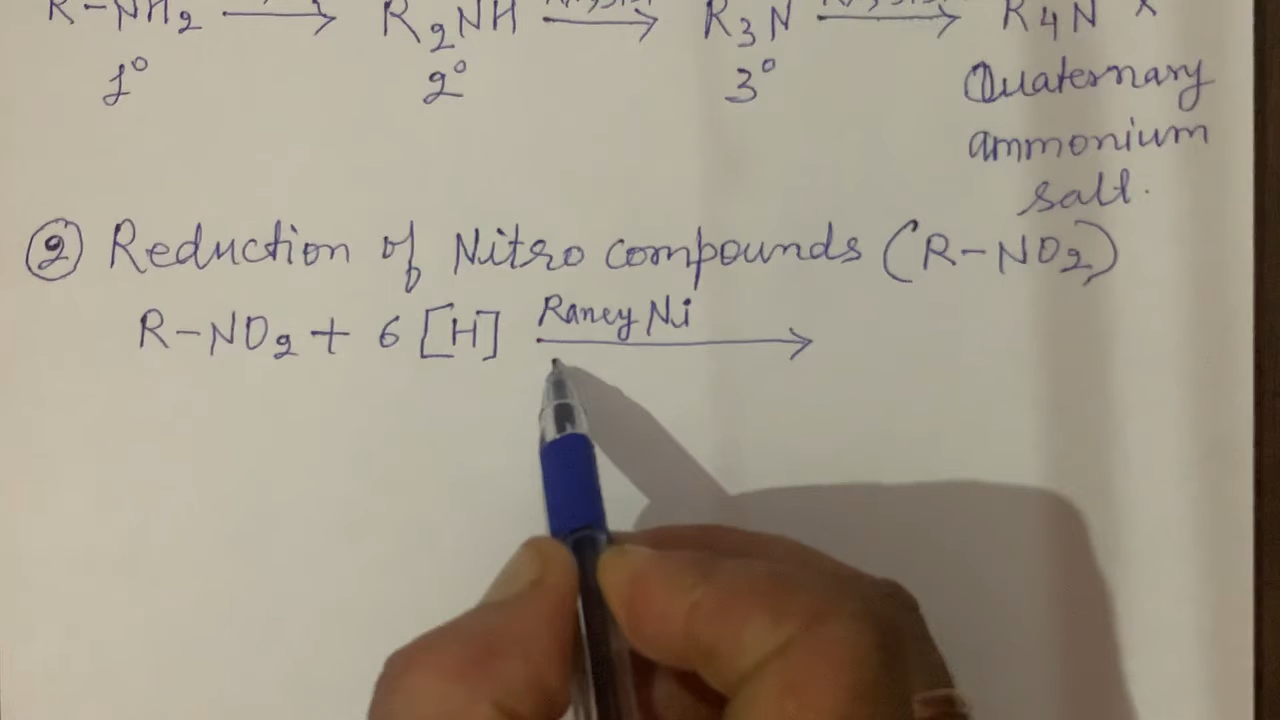 R-NH2 → R2NH → R3N → R4N x
1° 2° 3° Quaternary
ammonium
salt.
② Reduction of Nitro compounds (R-NO2)
R-NO2 + 6 [H] Raney Ni →